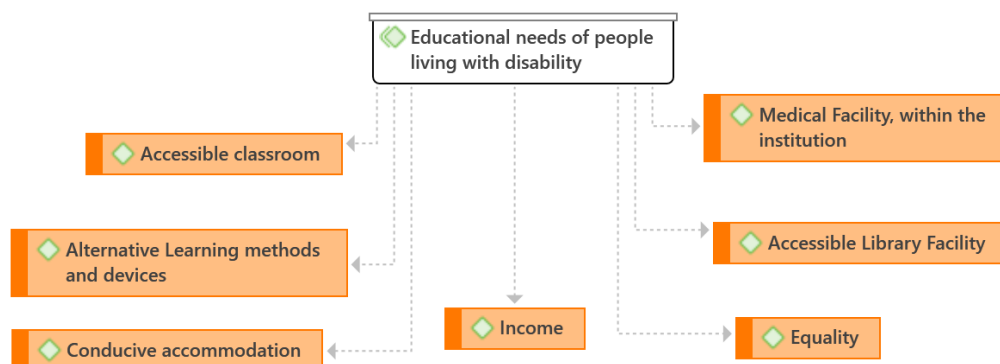 Educational needs of people
living with disability
Medical Facility, within the
institution
Accessible classroom
Alternative Learning methods
and devices
Accessible Library Facility
Income
Equality
Conducive accommodation